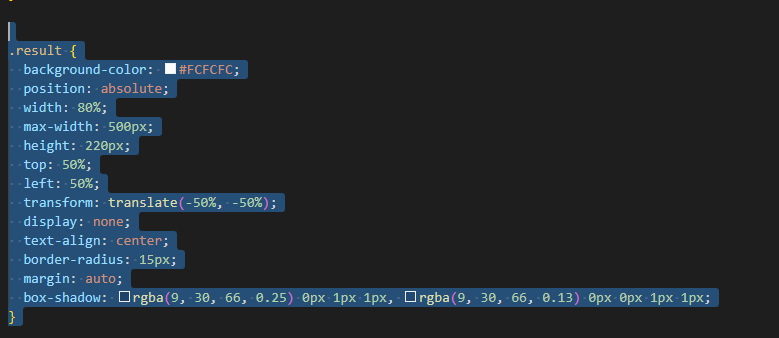 .result {
background-color: #FCFCFC;
position: absolute;
width: 80%;
max-width: 500px;
height: 220px;
top: 50%;
left: 50%;
transform: translate(-50%, -50%);
display: none;
text-align: center;
border-radius: 15px;
margin: auto;
box-shadow: rgba(9, 30, 66, 0.25) 0px 1px 1px, rgba(9, 30, 66, 0.13) 0px 0px 1px 1px;
}